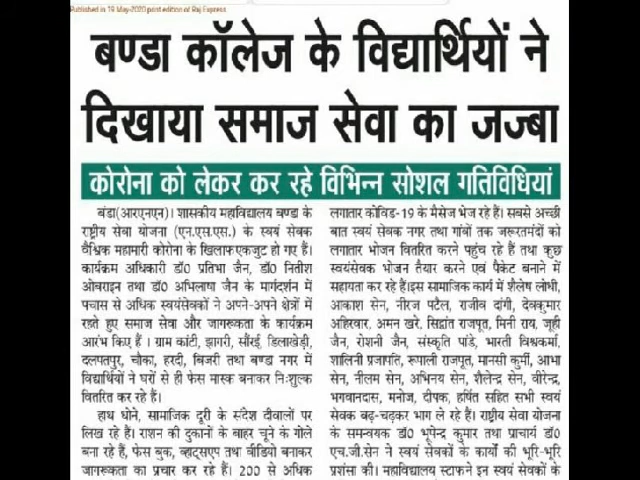 Published in 19 May-2020 print edition of Raj Express
बण्डा कॉलेज के विद्यार्थियों ने
दिखाया समाज सेवा का जज्बा
कोरोना को लेकर कर रहे विभिन्न सोशल गतिविधियां
बंडा(आरएनएन)। शासकीय महाविद्यालय बण्डा के
राष्ट्रीय सेवा योजना (एन.एस.एस.) के स्वयं सेवक
वैश्विक महामारी कोरोना के खिलाफ एकजुट हो गए हैं।
कार्यक्रम अधिकारी डॉ0 प्रतिभा जैन, डॉ0 नितीश
ओबराइन तथा डॉ0 अभिलाषा जैन के मार्गदर्शन में
पचास से अधिक स्वयंसेवकों ने अपने-अपने क्षेत्रों में
रहते हुए समाज सेवा और जागरूकता के कार्यक्रम
आरंभ किए हैं । ग्राम कांटी, झागरी, सौंरई, डिलाखेड़ी,
दलपतपुर, चौका, हरदी, बिजरी तथा बण्डा नगर में
विद्यार्थियों ने घरों से ही फेस मास्क बनाकर निःशुल्क
वितरित कर रहे हैं।
हाथ धोने, सामाजिक दूरी के संदेश दीवालों पर
लिख रहे हैं। राशन की दुकानों के बाहर चूने के गोले
बना रहे हैं, फेस बुक, व्हाट्सएप तथा वीडियो बनाकर
जागरूकता का प्रचार कर रहे हैं। 200 से अधिक
लगातार कोविड-19 के मैसेज भेज रहे हैं। सबसे अच्छी
बात स्वयं सेवक नगर तथा गांवों तक जरूरतमंदों को
लगातार भोजन वितरित करने पहुंच रहे हैं तथा कुछ
स्वयंसेवक भोजन तैयार करने एवं पैकेट बनाने में
सहायता कर रहे हैं।इस सामाजिक कार्य में शैलेष लोधी,
आकाश सेन, नीरज पटैल, राजीव दांगी, देवकुमार
अहिरवार, अमन खरे, सिद्वांत राजपूत, मिनी राय, जूही
जैन, रोशनी जैन, संस्कृति पांडे, भारती विश्वकर्मा,
शालिनी प्रजापति, रूपाली राजपूत, मानसी कुर्मी, आभा
सेन, नीलम सेन, अभिनय सेन, शैलेन्द्र सेन, वीरेन्द्र,
भगवानदास, मनोज, दीपक, हर्षित सहित सभी स्वयं
सेवक बढ़-चढ़कर भाग ले रहे हैं। राष्ट्रीय सेवा योजना
के समन्वयक डॉ0 भूपेन्द्र कुमार तथा प्राचार्य डॉ0
एच.जी.सेन ने स्वयं सेवकों के कार्यों की भूरि-भूरि
प्रशंसा की। महाविद्यालय स्टाफ ने इन स्वयं सेवकों के